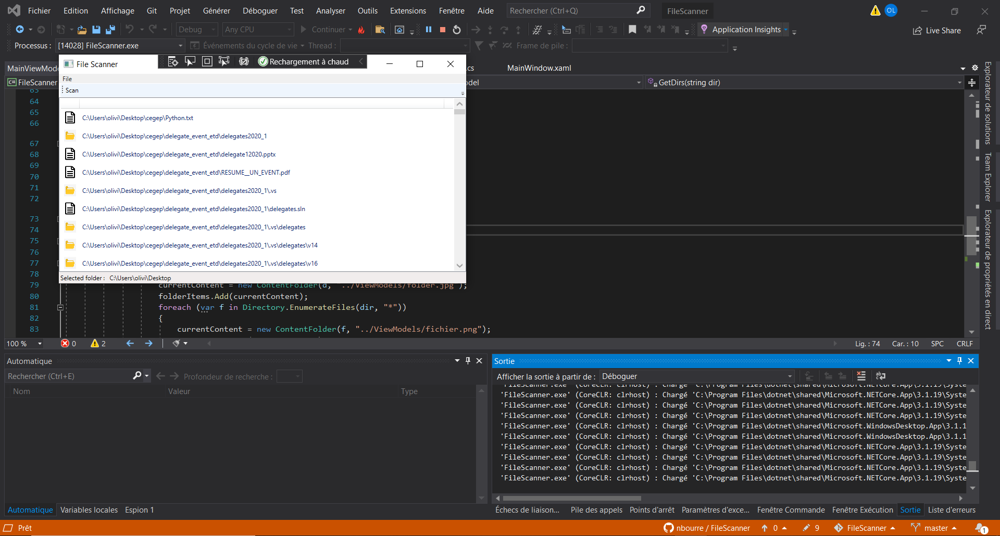 Fichier Edition Affichage Git Projet Générer Déboguer Test Analyser Outils Extensions Fenêtre Aide Rechercher (Ctrl+Q) FileScanner OL
Debug Any CPU Continuer Application Insights Live Share
Processus : [14028] FileScanner.exe Événements du cycle de vie Thread : Frame de pile :
File Scanner Rechargement à chaud
MainViewMode .cs MainWindow.xaml
FileScanner odel GetDirs(string dir)
File
Scan
C:\Users\olivi\Desktop\cegep\Python.txt
C:\Users\olivi\Desktop\cegep\delegate_event_etd\delegates2020_1
C:\Users\olivi\Desktop\cegep\delegate_event_etd\delegate12020.pptx
C:\Users\olivi\Desktop\cegep\delegate_event_etd\RESUME__UN_EVENT.pdf
C:\Users\olivi\Desktop\cegep\delegate_event_etd\delegates2020_1\.vs
C:\Users\olivi\Desktop\cegep\delegate_event_etd\delegates2020_1\delegates.sln
C:\Users\olivi\Desktop\cegep\delegate_event_etd\delegates2020_1\.vs\delegates
C:\Users\olivi\Desktop\cegep\delegate_event_etd\delegates2020_1\.vs\delegates\v14
C:\Users\olivi\Desktop\cegep\delegate_event_etd\delegates2020_1\.vs\delegates\v16
Selected folder : C:\Users\olivi\Desktop
63
64
65
66
67
68
69
70
71
72
73
74
75
76
77
78
79 currentContent = new ContentFolder(d, "../ViewModels/folder.jpg");
80 folderItems.Add(currentContent);
81 foreach (var f in Directory.EnumerateFiles(dir, "*"))
82 {
83 currentContent = new ContentFolder(f, "../ViewModels/fichier.png");
100 % 0 2 Lig. : 74 Car. : 10 SPC CRLF
Explorateur de solutions
Team Explorer
Explorateur de propriétés en direct
Automatique
Rechercher (Ctrl+E) Profondeur de recherche :
Nom Valeur Type
Automatique Variables locales Espion 1
Sortie
Afficher la sortie à partir de : Déboguer
'FileScanner.exe' (CoreCLR: clrhost) : Chargé 'C:\Program Files\dotnet\shared\Microsoft.NETCore.App\3.1.19\Syste
'FileScanner.exe' (CoreCLR: clrhost) : Chargé 'C:\Program Files\dotnet\shared\Microsoft.NETCore.App\3.1.19\Syste
'FileScanner.exe' (CoreCLR: clrhost) : Chargé 'C:\Program Files\dotnet\shared\Microsoft.NETCore.App\3.1.19\Syste
'FileScanner.exe' (CoreCLR: clrhost) : Chargé 'C:\Program Files\dotnet\shared\Microsoft.NETCore.App\3.1.19\Syste
'FileScanner.exe' (CoreCLR: clrhost) : Chargé 'C:\Program Files\dotnet\shared\Microsoft.WindowsDesktop.App\3.1.1
'FileScanner.exe' (CoreCLR: clrhost) : Chargé 'C:\Program Files\dotnet\shared\Microsoft.WindowsDesktop.App\3.1.1
'FileScanner.exe' (CoreCLR: clrhost) : Chargé 'C:\Program Files\dotnet\shared\Microsoft.NETCore.App\3.1.19\Syste
'FileScanner.exe' (CoreCLR: clrhost) : Chargé 'C:\Program Files\dotnet\shared\Microsoft.NETCore.App\3.1.19\Syste
'FileScanner.exe' (CoreCLR: clrhost) : Chargé 'C:\Program Files\dotnet\shared\Microsoft.NETCore.App\3.1.19\Syste
'FileScanner.exe' (CoreCLR: clrhost) : Chargé 'C:\Program Files\dotnet\shared\Microsoft.NETCore.App\3.1.19\Syste
Échecs de liaison... Pile des appels Points d'arrêt Paramètres d'exce... Fenêtre Commande Fenêtre Exécution Sortie Liste d'erreurs
Prêt nbourre / FileScanner 0 9 FileScanner master 1